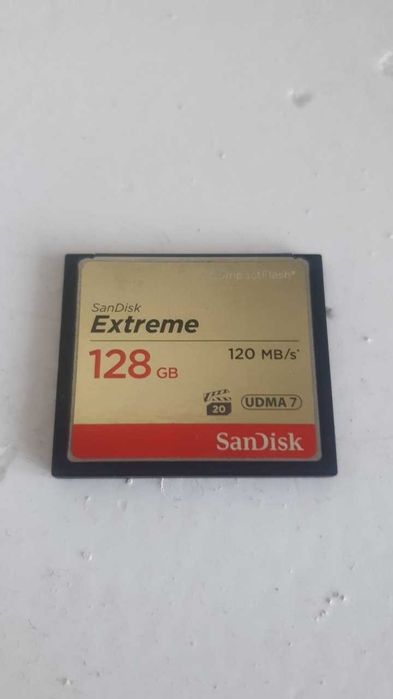 CompactFlash®
SanDisk
Extreme
128 GB
120 MB/s*
20
UDMA 7
SanDisk